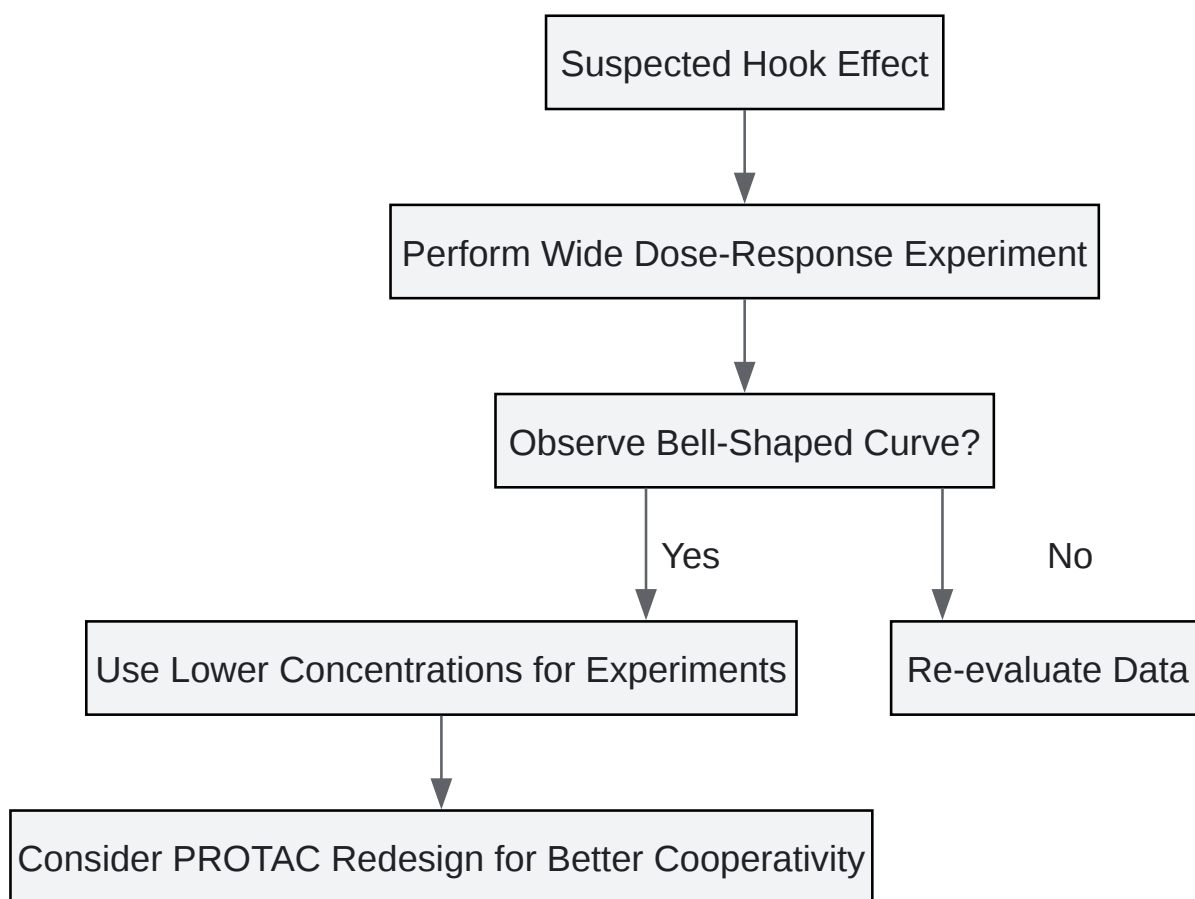 Suspected Hook Effect
Perform Wide Dose-Response Experiment
Observe Bell-Shaped Curve?
Yes
No
Use Lower Concentrations for Experiments
Re-evaluate Data
Consider PROTAC Redesign for Better Cooperativity